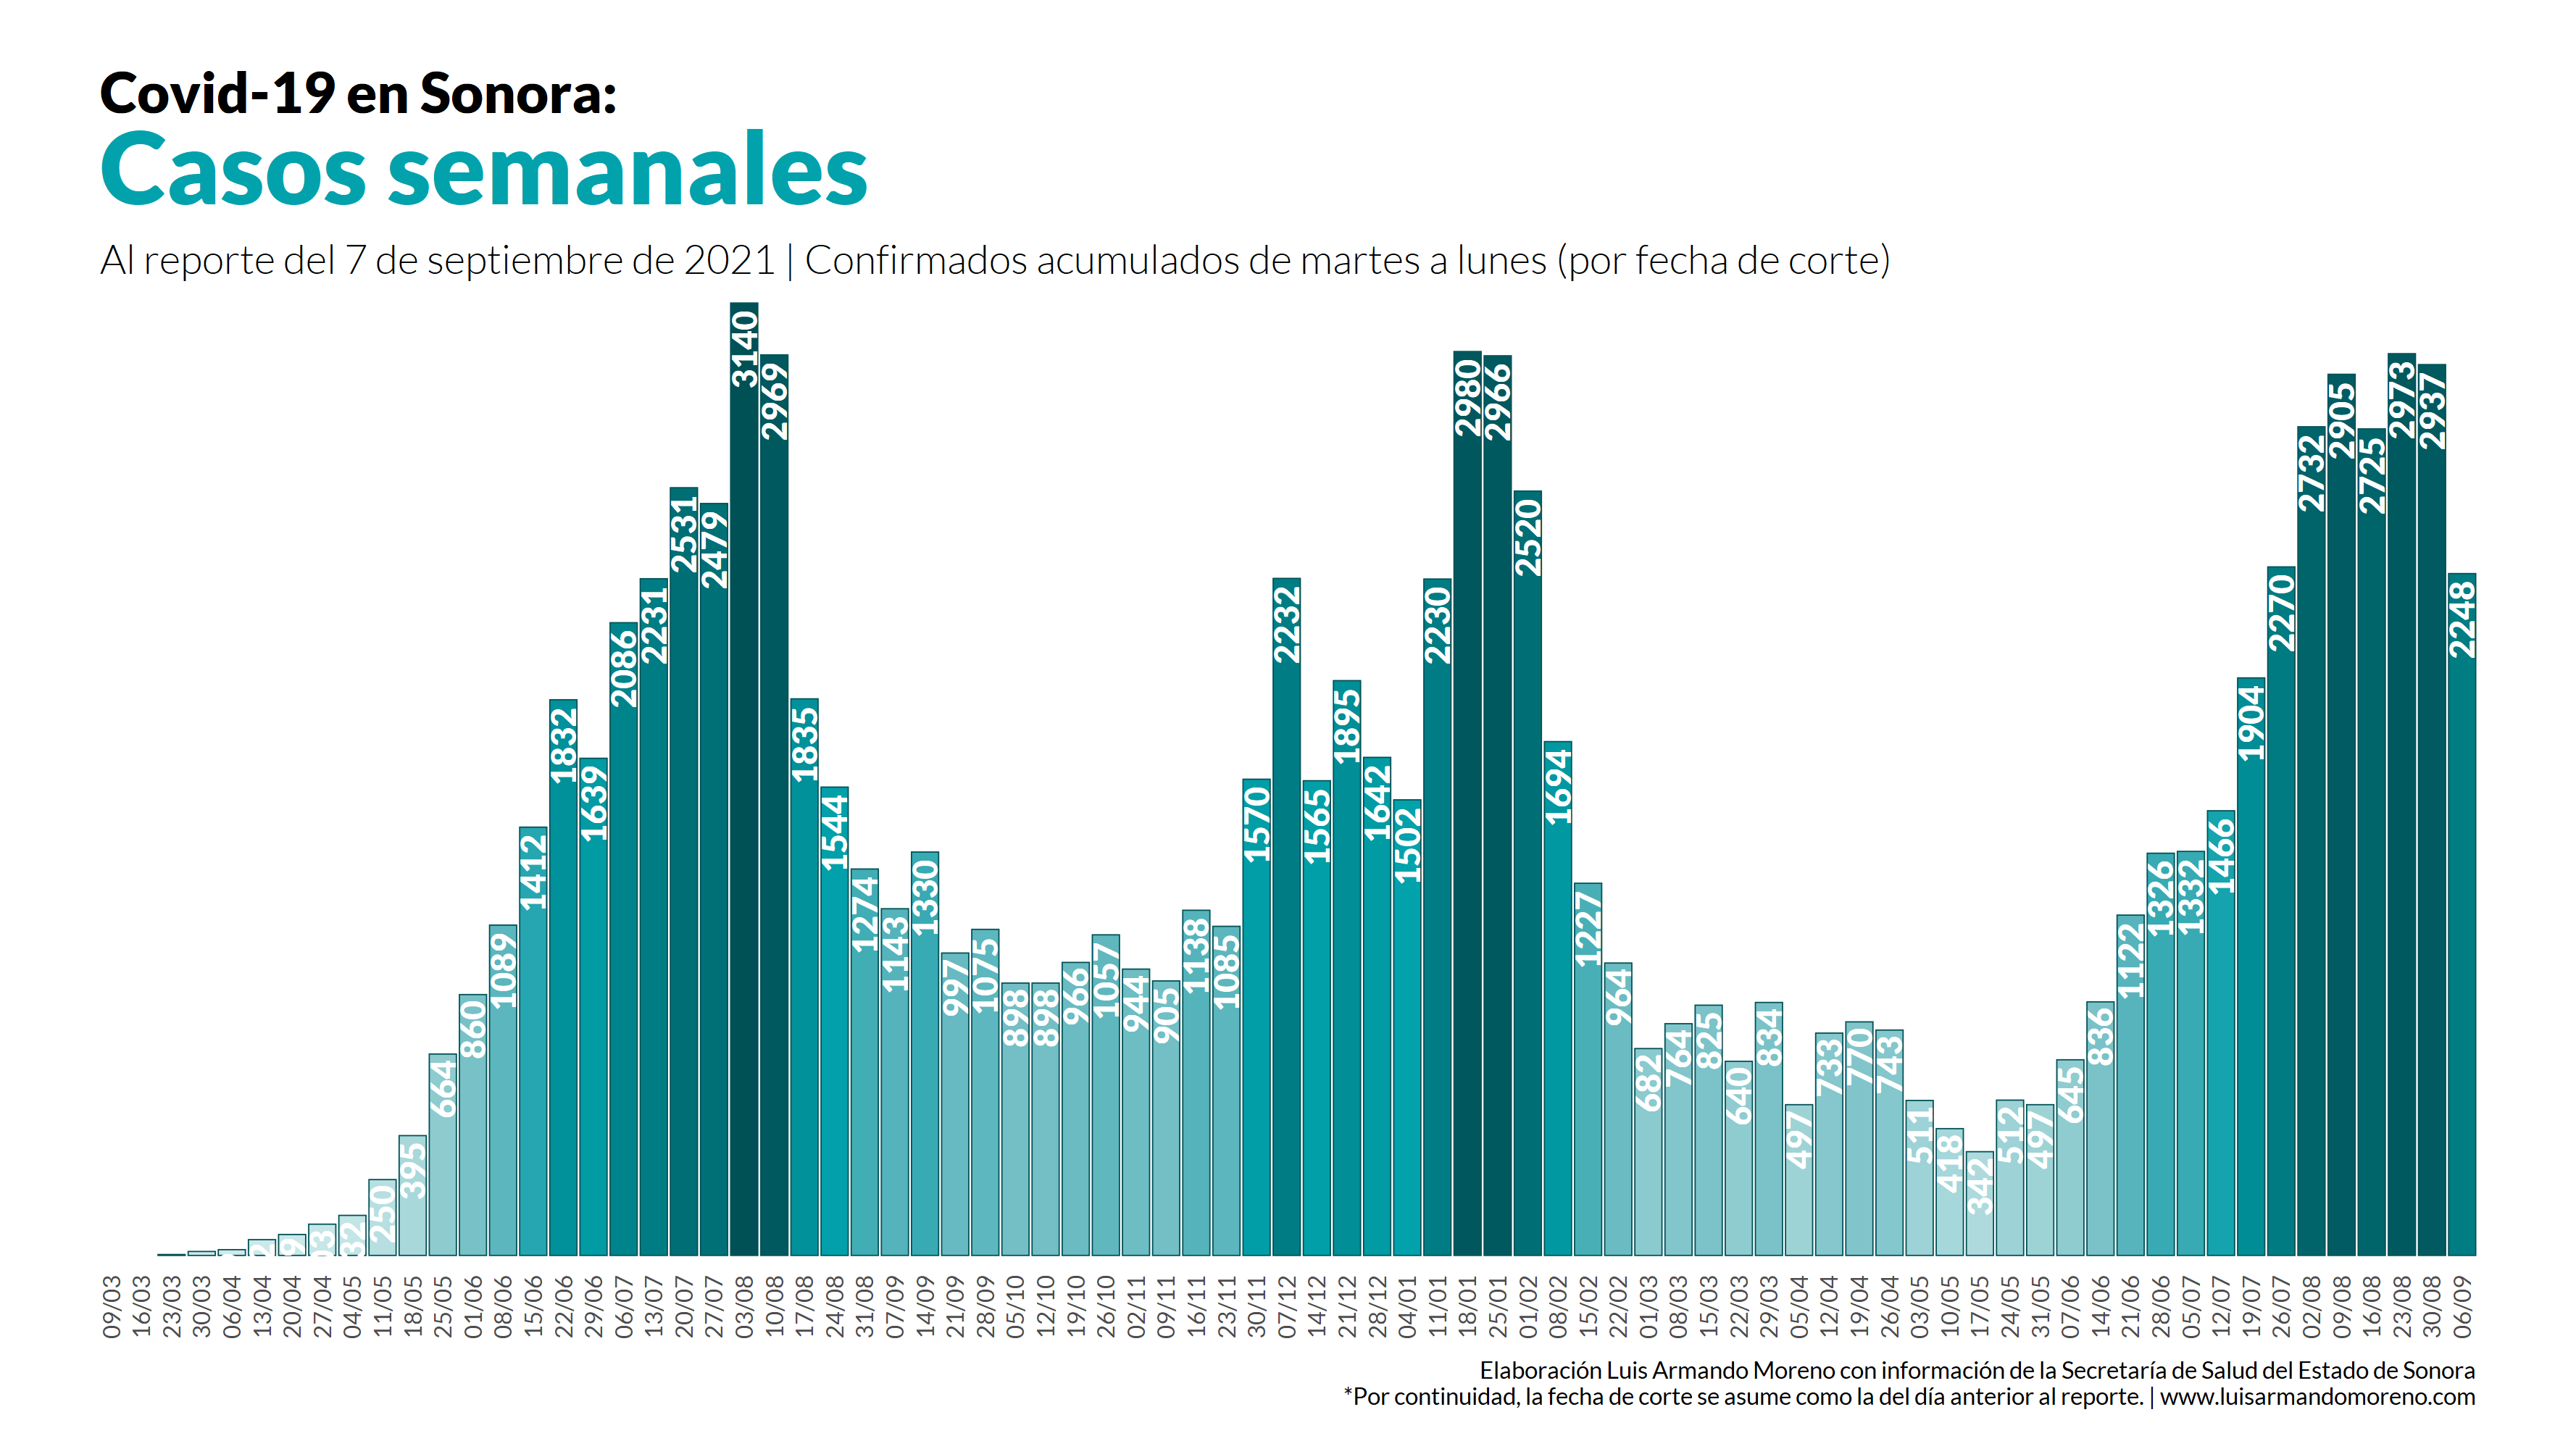 Covid-19 en Sonora:
Casos semanales
Al reporte del 7 de septiembre de 2021 | Confirmados acumulados de martes a lunes (por fecha de corte)
250 395 664 860 1089 1412 1832 1639 2086 2231 2531 2479 3140 2969 1835 1544 1274 1143 1330 997 1075 898 898 966 1057 944 905 1138 1085 1570 2232 1565 1895 1642 1502 2230 2980 2966 2520 1694 1227 964 682 764 825 640 834 497 733 770 743 511 418 342 512 497 645 836 1122 1326 1332 1466 1904 2270 2732 2905 2725 2973 2937 2248
09/03 16/03 23/03 30/03 06/04 13/04 20/04 27/04 04/05 11/05 18/05 25/05 01/06 08/06 15/06 22/06 29/06 06/07 13/07 20/07 27/07 03/08 10/08 17/08 24/08 31/08 07/09 14/09 21/09 28/09 05/10 12/10 19/10 26/10 02/11 09/11 16/11 23/11 30/11 07/12 14/12 21/12 28/12 04/01 11/01 18/01 25/01 01/02 08/02 15/02 22/02 01/03 08/03 15/03 22/03 29/03 05/04 12/04 19/04 26/04 03/05 10/05 17/05 24/05 31/05 07/06 14/06 21/06 28/06 05/07 12/07 19/07 26/07 02/08 09/08 16/08 23/08 30/08 06/09
Elaboración Luis Armando Moreno con información de la Secretaría de Salud del Estado de Sonora
*Por continuidad, la fecha de corte se asume como la del día anterior al reporte. | www.luisarmandomoreno.com